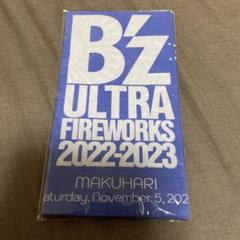 B'z
ULTRA
FIREWORKS
2022-2023
MAKUHARI
aturday, November 5, 202